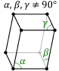 α, β, γ ≠ 90°
γ
β
α